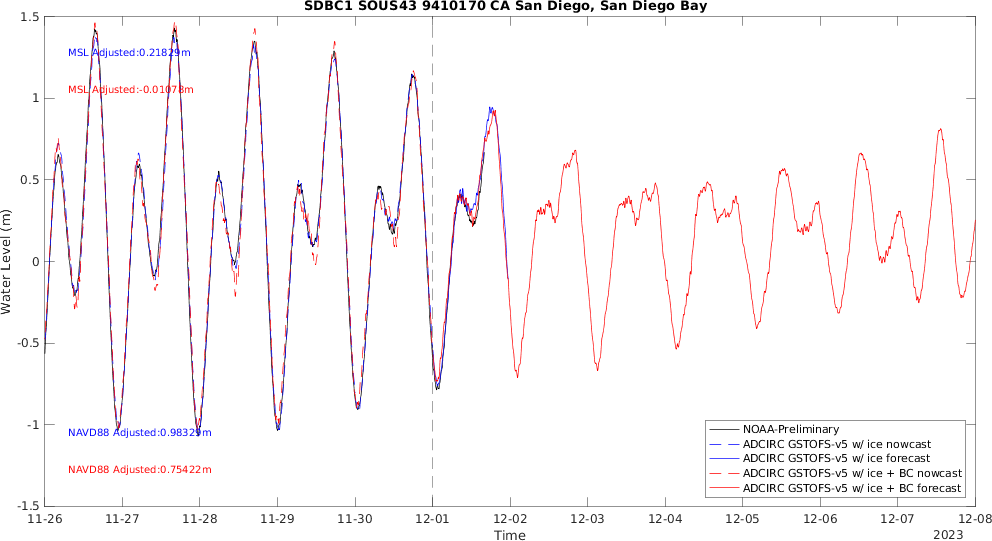 SDBC1 SOUS43 9410170 CA San Diego, San Diego Bay
1.5
1
0.5
0
-0.5
-1
-1.5
Water Level (m)
MSL Adjusted:0.21829m
MSL Adjusted:-0.01078m
NAVD88 Adjusted:0.98329m
NAVD88 Adjusted:0.75422m
NOAA-Preliminary
ADCIRC GSTOFS-v5 w/ ice nowcast
ADCIRC GSTOFS-v5 w/ ice forecast
ADCIRC GSTOFS-v5 w/ ice + BC nowcast
ADCIRC GSTOFS-v5 w/ ice + BC forecast
11-26 11-27 11-28 11-29 11-30 12-01 12-02 12-03 12-04 12-05 12-06 12-07 12-08
Time
2023